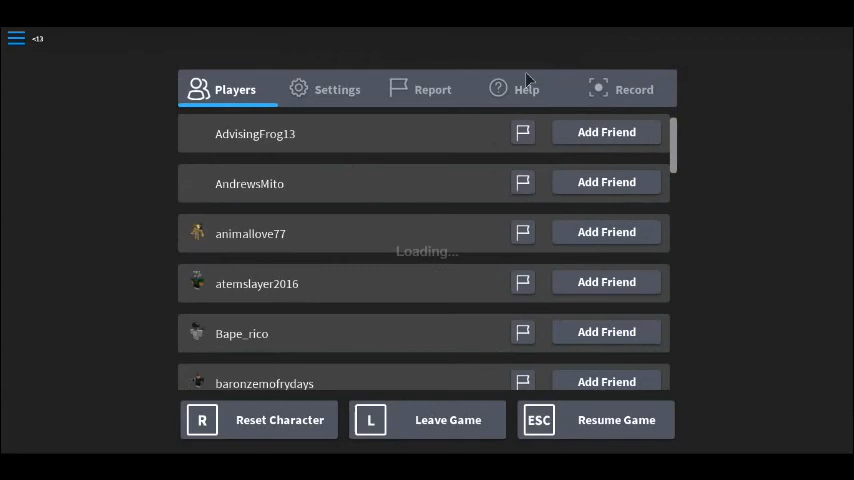 <13
Players Settings Report Help Record
AdvisingFrog13 Add Friend
AndrewsMito Add Friend
animallove77 Add Friend
Loading...
atemslayer2016 Add Friend
Bape_rico Add Friend
baronzemofrydays Add Friend
R Reset Character L Leave Game ESC Resume Game